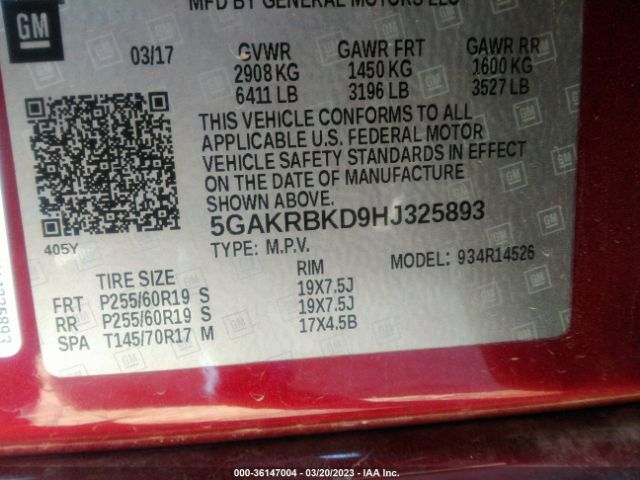 GM
MFD BY GENERAL MOTORS LLC
03/17 GVWR GAWR FRT GAWR RR
2908 KG 1450 KG 1600 KG
6411 LB 3196 LB 3527 LB
THIS VEHICLE CONFORMS TO ALL
APPLICABLE U.S. FEDERAL MOTOR
VEHICLE SAFETY STANDARDS IN EFFECT
ON THE DATE OF MANUFACTURE
SHOWN ABOVE.
405Y
5GAKRBKD9HJ325893
TYPE: M.P.V.
MODEL: 934R14526
TIRE SIZE RIM
FRT P255/60R19 S 19X7.5J
RR P255/60R19 S 19X7.5J
SPA T145/70R17 M 17X4.5B
000-36147004 — 03/20/2023 — IAA Inc.